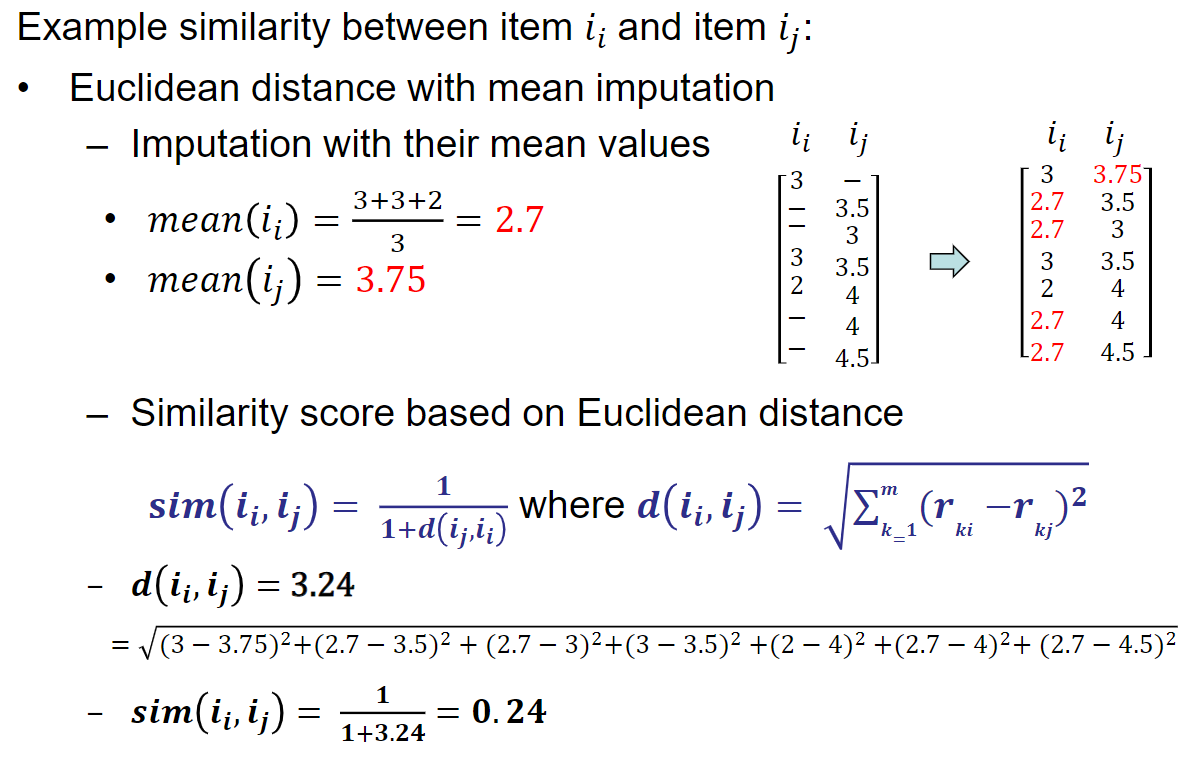 Example similarity between item i_i and item i_j:
• Euclidean distance with mean imputation
– Imputation with their mean values
• mean(i_i) = (3+3+2)/3 = 2.7
• mean(i_j) = 3.75
i_i i_j
3 –
– 3.5
– 3
3 3.5
2 4
– 4
– 4.5
⇨
i_i i_j
3 3.75
2.7 3.5
2.7 3
3 3.5
2 4
2.7 4
2.7 4.5
– Similarity score based on Euclidean distance
sim(i_i, i_j) = 1/(1+d(i_j,i_i)) where d(i_i, i_j) = √(∑_{k=1}^{m} (r_{ki} − r_{kj})²)
– d(i_i, i_j) = 3.24
= √((3 − 3.75)²+(2.7 − 3.5)² + (2.7 − 3)²+(3 − 3.5)² +(2 − 4)² +(2.7 − 4)²+ (2.7 − 4.5)²)
– sim(i_i, i_j) = 1/(1+3.24) = 0.24